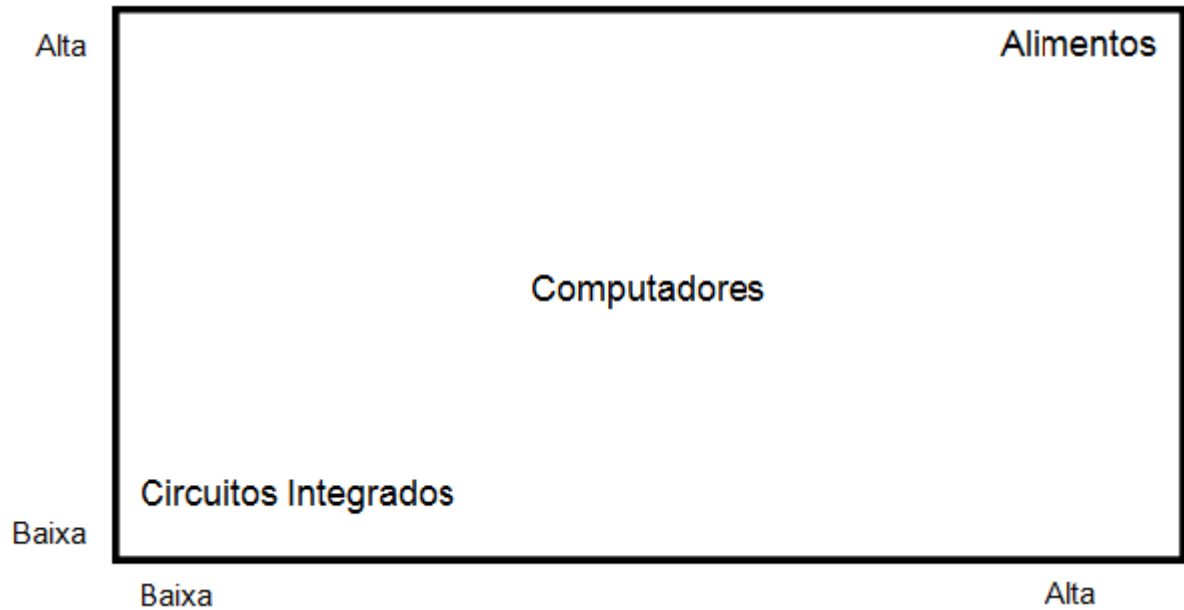 Alta
Alimentos
Computadores
Circuitos Integrados
Baixa
Baixa
Alta